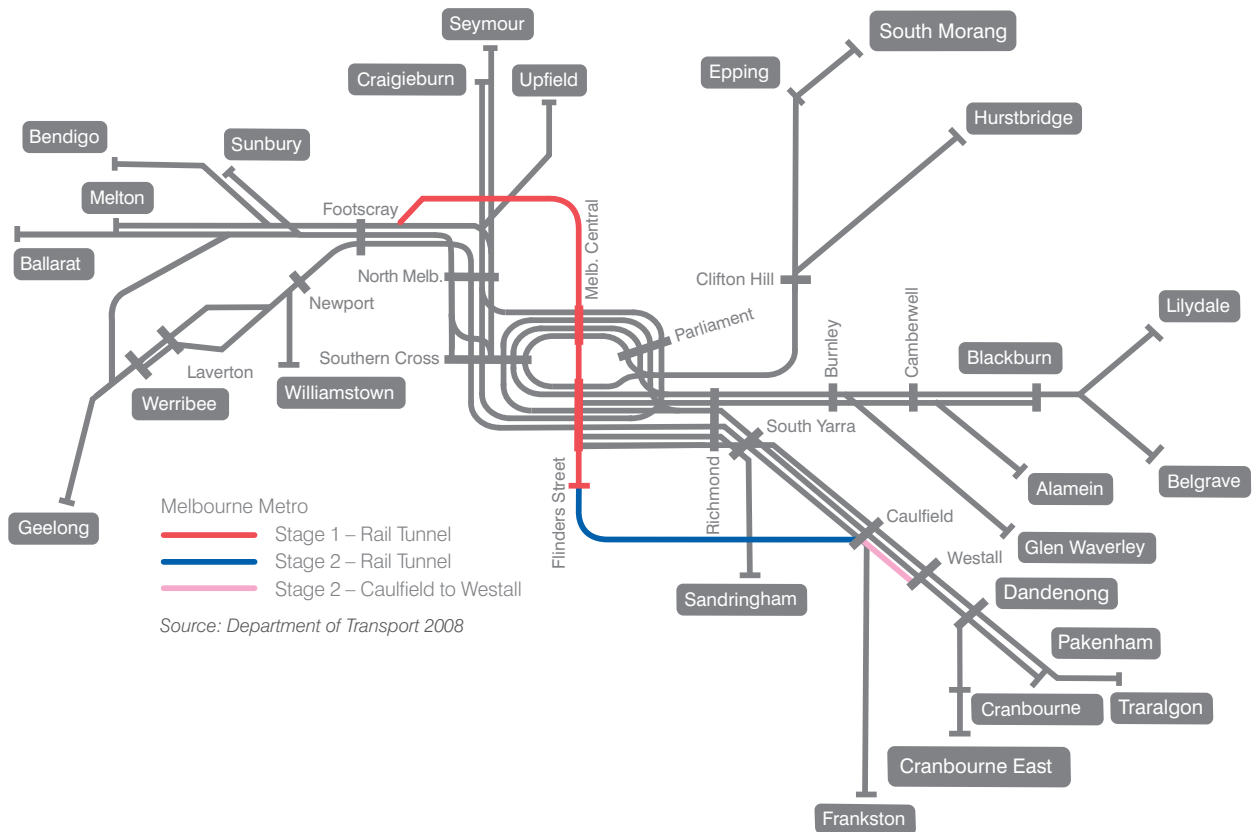 Seymour
South Morang
Craigieburn
Upfield
Epping
Hurstbridge
Bendigo
Sunbury
Melton
Footscray
Ballarat
North Melb.
Melb. Central
Clifton Hill
Newport
Parliament
Lilydale
Southern Cross
Burnley
Camberwell
Blackburn
Laverton
Werribee
Williamstown
South Yarra
Flinders Street
Richmond
Alamein
Belgrave
Geelong
Caulfield
Glen Waverley
Westall
Sandringham
Dandenong
Pakenham
Cranbourne
Traralgon
Cranbourne East
Frankston
Melbourne Metro
Stage 1 – Rail Tunnel
Stage 2 – Rail Tunnel
Stage 2 – Caulfield to Westall
Source: Department of Transport 2008